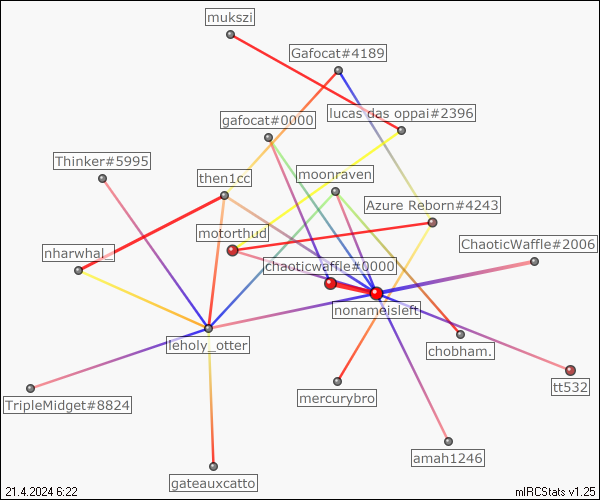 mukszi
Gafocat#4189
lucas das oppai#2396
gafocat#0000
Thinker#5995
then1cc
moonraven
Azure Reborn#4243
motorthud
ChaoticWaffle#2006
nharwhal_
chaoticwaffle#0000
nonameisleft
leholy_otter
chobham.
tt532
mercurybro
TripleMidget#8824
amah1246
gateauxcatto
21.4.2024 6:22
mIRCStats v1.25